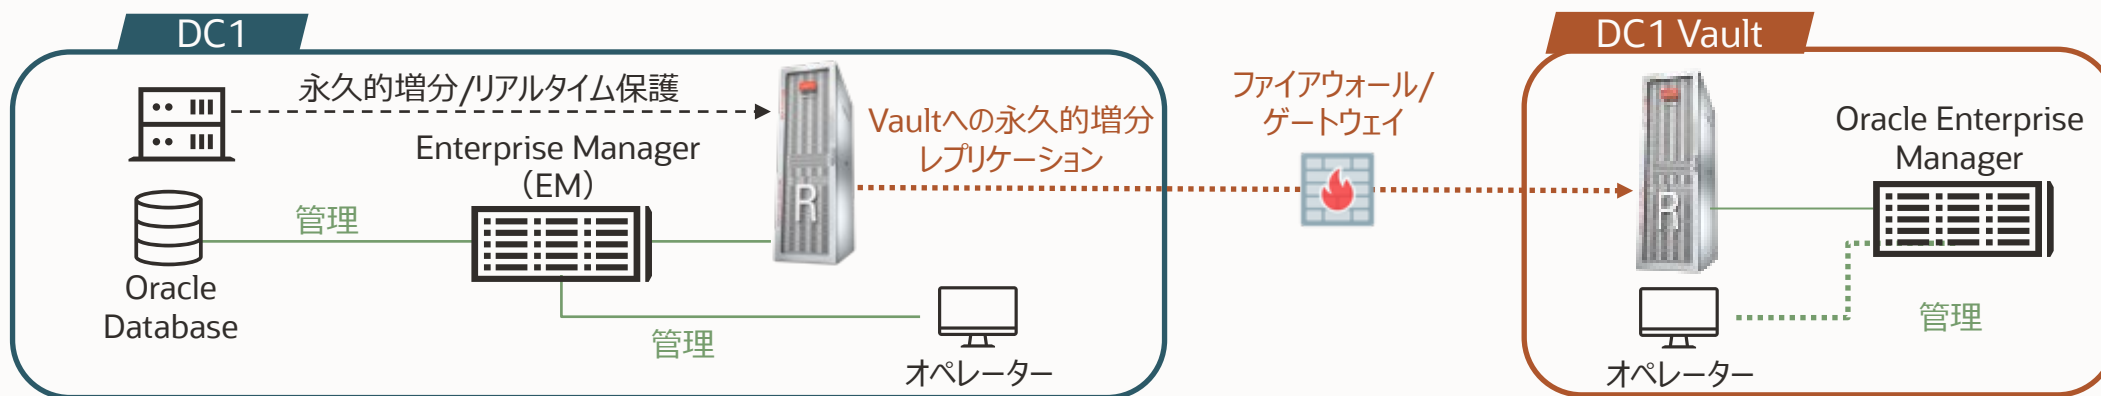 DC1
永久的増分/リアルタイム保護
Enterprise Manager
（EM）
管理
Oracle
Database
管理
オペレーター
R
Vaultへの永久的増分
レプリケーション
ファイアウォール/
ゲートウェイ
DC1 Vault
R
Oracle Enterprise
Manager
管理
オペレーター